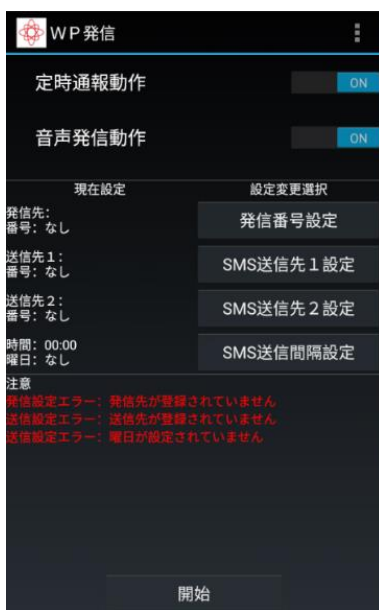 WP発信
定時通報動作 ON
音声発信動作 ON
現在設定 設定変更選択
発信先:
番号: なし
発信番号設定
送信先1:
番号: なし
SMS送信先1設定
送信先2:
番号: なし
SMS送信先2設定
時間: 00:00
曜日: なし
SMS送信間隔設定
注意
発信設定エラー: 発信先が登録されていません
送信設定エラー: 送信先が登録されていません
送信設定エラー: 曜日が設定されていません
開始